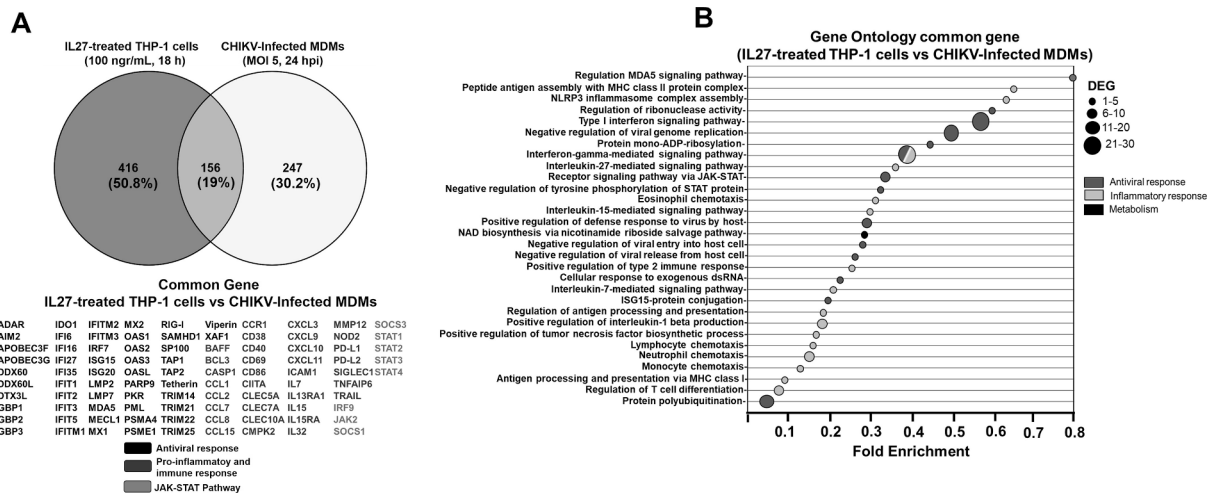 A
IL27-treated THP-1 cells
(100 ngr/mL, 18 h)
CHIKV-Infected MDMs
(MOI 5, 24 hpi)
416
(50.8%)
156
(19%)
247
(30.2%)
Common Gene
IL27-treated THP-1 cells vs CHIKV-Infected MDMs
ADAR IDO1 IFITM2 MX2 RIG-I Viperin CCR1 CXCL3 MMP12 SOCS3
AIM2 IFI6 IFITM3 OAS1 SAMHD1 XAF1 CD38 CXCL9 NOD2 STAT1
APOBEC3F IFI16 IRF7 OAS2 SP100 BAFF CD40 CXCL10 PD-L1 STAT2
APOBEC3G IFI27 ISG15 OAS3 TAP1 BCL3 CD69 CXCL11 PD-L2 STAT3
DDX60 IFI35 ISG20 OASL TAP2 CASP1 CD86 ICAM1 SIGLEC1 STAT4
DDX60L IFIT1 LMP2 PARP9 Tetherin CCL1 CIITA IL7 TNFAIP6
DTX3L IFIT2 LMP7 PKR TRIM14 CCL2 CLEC5A IL13RA1 TRAIL
GBP1 IFIT3 MDA5 PML TRIM21 CCL7 CLEC7A IL15 IRF9
GBP2 IFIT5 MECL1 PSMA4 TRIM22 CCL8 CLEC10A IL15RA JAK2
GBP3 IFITM1 MX1 PSME1 TRIM25 CCL15 CMPK2 IL32 SOCS1
Antiviral response
Pro-inflammatoy and
immune response
JAK-STAT Pathway
B
Gene Ontology common gene
(IL27-treated THP-1 cells vs CHIKV-Infected MDMs)
Regulation MDA5 signaling pathway
Peptide antigen assembly with MHC class II protein complex
NLRP3 inflammasome complex assembly
Regulation of ribonuclease activity
Type I interferon signaling pathway
Negative regulation of viral genome replication
Protein mono-ADP-ribosylation
Interferon-gamma-mediated signaling pathway
Interleukin-27-mediated signaling pathway
Receptor signaling pathway via JAK-STAT
Negative regulation of tyrosine phosphorylation of STAT protein
Eosinophil chemotaxis
Interleukin-15-mediated signaling pathway
Positive regulation of defense response to virus by host
NAD biosynthesis via nicotinamide riboside salvage pathway
Negative regulation of viral entry into host cell
Negative regulation of viral release from host cell
Positive regulation of type 2 immune response
Cellular response to exogenous dsRNA
Interleukin-7-mediated signaling pathway
ISG15-protein conjugation
Regulation of antigen processing and presentation
Positive regulation of interleukin-1 beta production
Positive regulation of tumor necrosis factor biosynthetic process
Lymphocyte chemotaxis
Neutrophil chemotaxis
Monocyte chemotaxis
Antigen processing and presentation via MHC class I
Regulation of T cell differentiation
Protein polyubiquitination
0.1 0.2 0.3 0.4 0.5 0.6 0.7 0.8
Fold Enrichment
DEG
1-5
6-10
11-20
21-30
Antiviral response
Inflammatory response
Metabolism